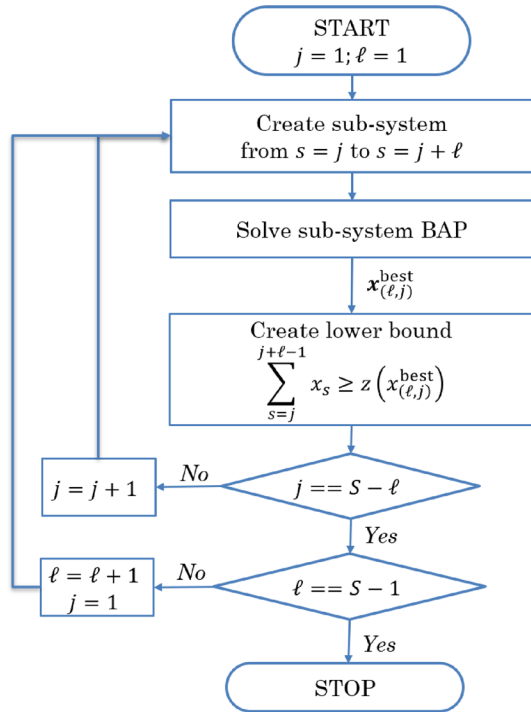 START
j = 1; ℓ = 1
Create sub-system
from s = j to s = j + ℓ
Solve sub-system BAP
x^best_(ℓ,j)
Create lower bound
∑_{s=j}^{j+ℓ−1} x_s ≥ z(x^best_(ℓ,j))
j = j + 1
No
j == S − ℓ
Yes
ℓ = ℓ + 1
j = 1
No
ℓ == S − 1
Yes
STOP